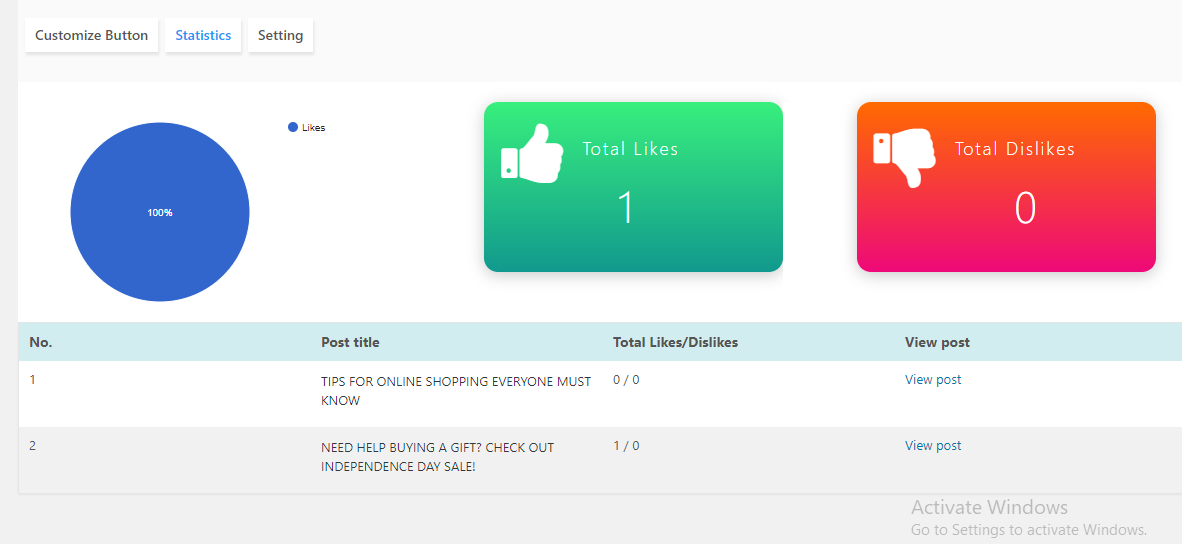 Customize Button Statistics Setting
Likes
100%
Total Likes
1
Total Dislikes
0
No. Post title Total Likes/Dislikes View post
1 TIPS FOR ONLINE SHOPPING EVERYONE MUST 0 / 0 View post
KNOW
2 NEED HELP BUYING A GIFT? CHECK OUT 1 / 0 View post
INDEPENDENCE DAY SALE!
Activate Windows
Go to Settings to activate Windows.